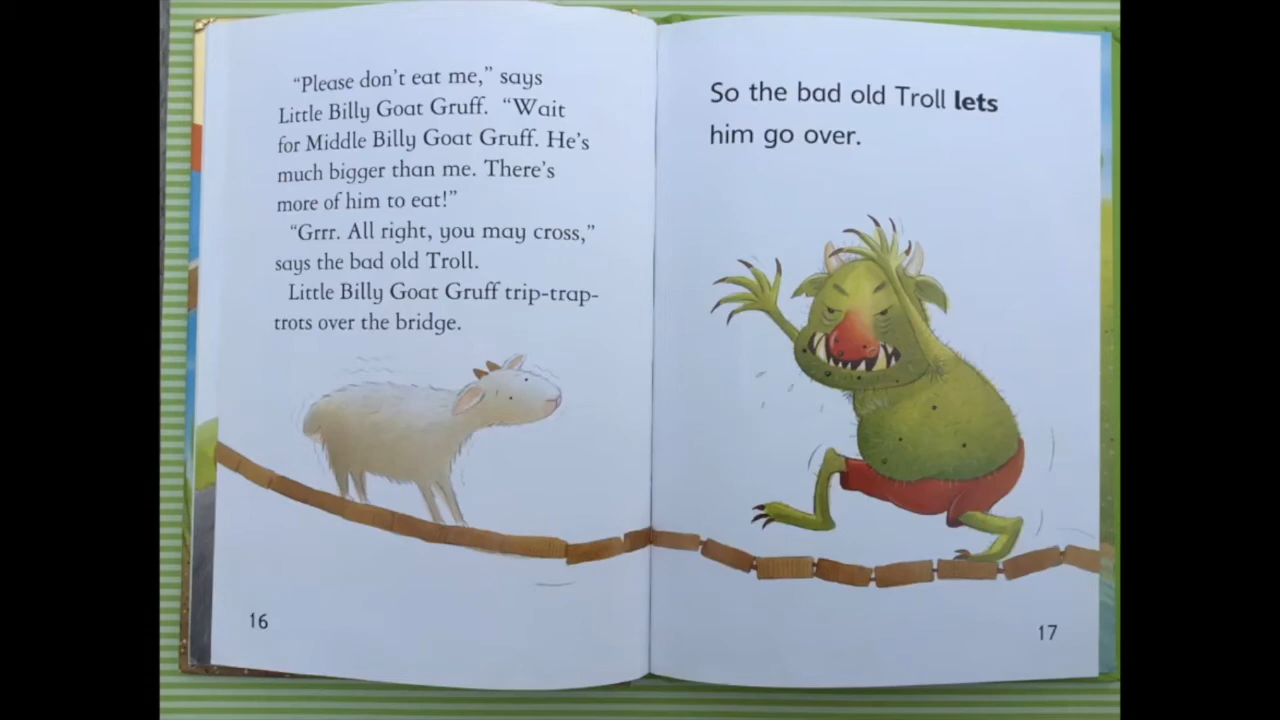 “Please don’t eat me,” says
Little Billy Goat Gruff. “Wait
for Middle Billy Goat Gruff. He’s
much bigger than me. There’s
more of him to eat!”
“Grrr. All right, you may cross,”
says the bad old Troll.
Little Billy Goat Gruff trip-trap-
trots over the bridge.
16
So the bad old Troll lets
him go over.
17